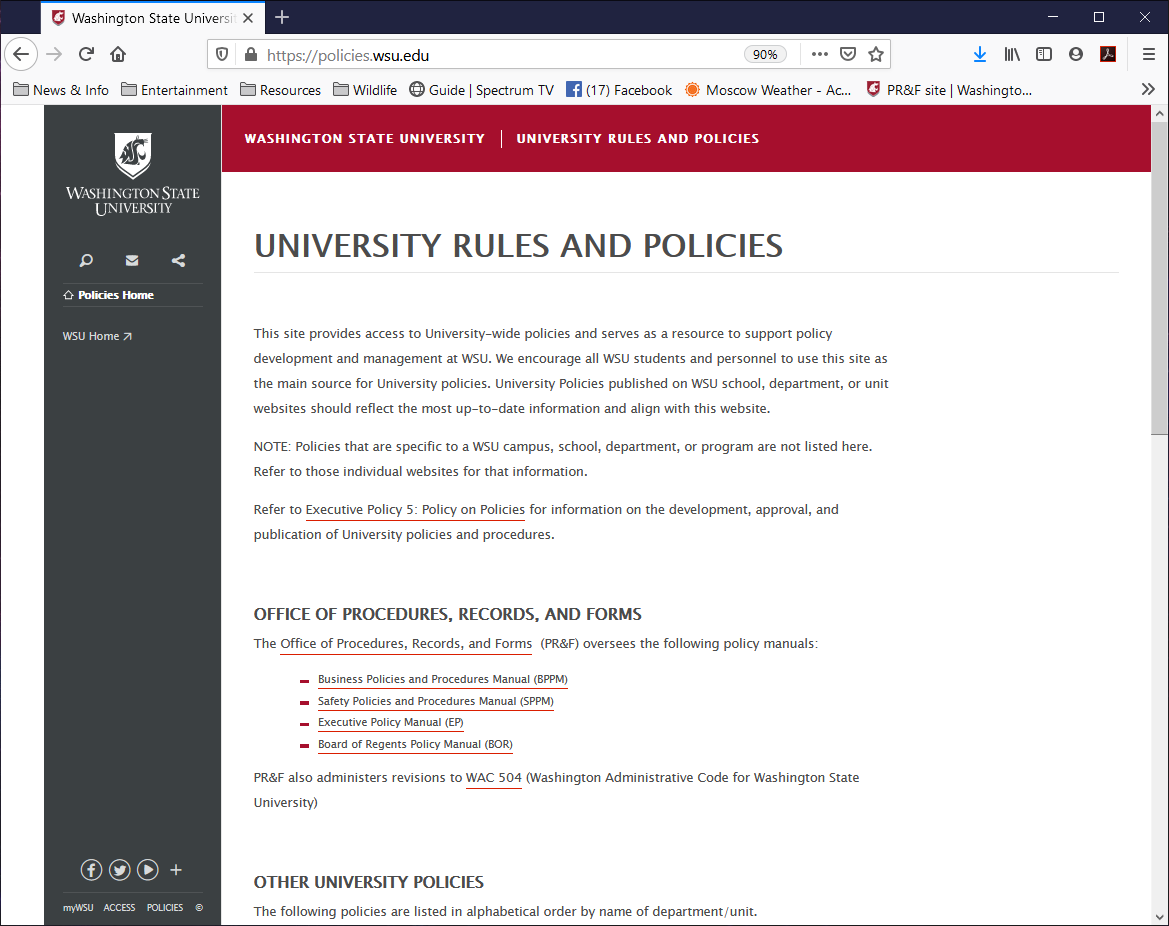 Washington State Universit
https://policies.wsu.edu
90%
News & Info
Entertainment
Resources
Wildlife
Guide | Spectrum TV
(17) Facebook
Moscow Weather - Ac...
PR&F site | Washingto...
WASHINGTON STATE
UNIVERSITY
Policies Home
WSU Home
myWSU ACCESS POLICIES ©
WASHINGTON STATE UNIVERSITY | UNIVERSITY RULES AND POLICIES
UNIVERSITY RULES AND POLICIES
This site provides access to University-wide policies and serves as a resource to support policy
development and management at WSU. We encourage all WSU students and personnel to use this site as
the main source for University policies. University Policies published on WSU school, department, or unit
websites should reflect the most up-to-date information and align with this website.
NOTE: Policies that are specific to a WSU campus, school, department, or program are not listed here.
Refer to those individual websites for that information.
Refer to Executive Policy 5: Policy on Policies for information on the development, approval, and
publication of University policies and procedures.
OFFICE OF PROCEDURES, RECORDS, AND FORMS
The Office of Procedures, Records, and Forms (PR&F) oversees the following policy manuals:
Business Policies and Procedures Manual (BPPM)
Safety Policies and Procedures Manual (SPPM)
Executive Policy Manual (EP)
Board of Regents Policy Manual (BOR)
PR&F also administers revisions to WAC 504 (Washington Administrative Code for Washington State
University)
OTHER UNIVERSITY POLICIES
The following policies are listed in alphabetical order by name of department/unit.